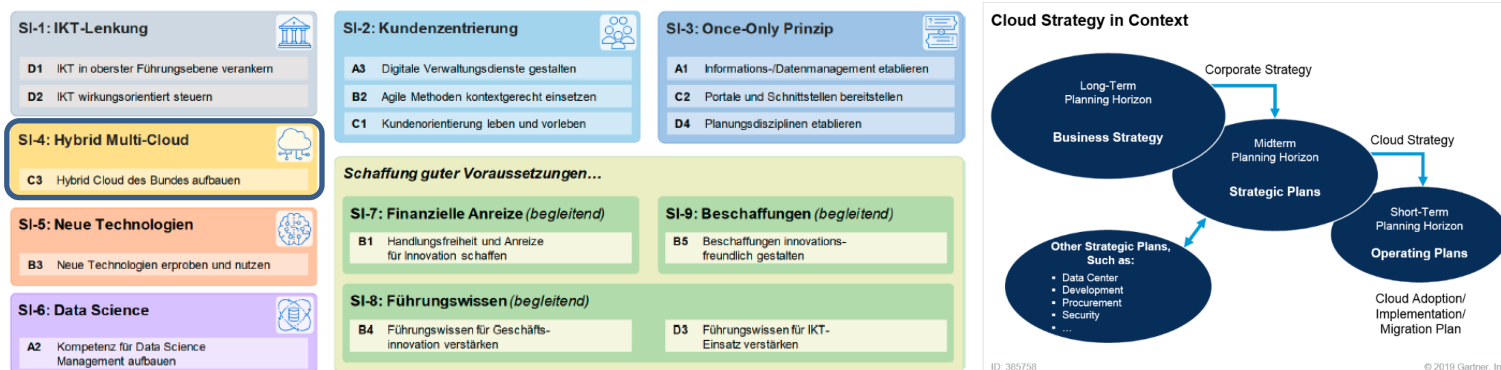 SI-1: IKT-Lenkung
D1 IKT in oberster Führungsebene verankern
D2 IKT wirkungsorientiert steuern
SI-2: Kundenzentrierung
A3 Digitale Verwaltungsdienste gestalten
B2 Agile Methoden kontextgerecht einsetzen
C1 Kundenorientierung leben und vorleben
SI-3: Once-Only Prinzip
A1 Informations-/Datenmanagement etablieren
C2 Portale und Schnittstellen bereitstellen
D4 Planungsdisziplinen etablieren
SI-4: Hybrid Multi-Cloud
C3 Hybrid Cloud des Bundes aufbauen
SI-5: Neue Technologien
B3 Neue Technologien erproben und nutzen
SI-6: Data Science
A2 Kompetenz für Data Science
Management aufbauen
Schaffung guter Voraussetzungen…
SI-7: Finanzielle Anreize (begleitend)
B1 Handlungsfreiheit und Anreize
für Innovation schaffen
SI-9: Beschaffungen (begleitend)
B5 Beschaffungen innovations-
freundlich gestalten
SI-8: Führungswissen (begleitend)
B4 Führungswissen für Geschäfts-
innovation verstärken
D3 Führungswissen für IKT-
Einsatz verstärken
Cloud Strategy in Context
Long-Term
Planning Horizon
Business Strategy
Corporate Strategy
Midterm
Planning Horizon
Strategic Plans
Cloud Strategy
Short-Term
Planning Horizon
Operating Plans
Cloud Adoption/
Implementation/
Migration Plan
Other Strategic Plans,
Such as:
▪ Data Center
▪ Development
▪ Procurement
▪ Security
▪ …
ID: 385758
© 2019 Gartner, In